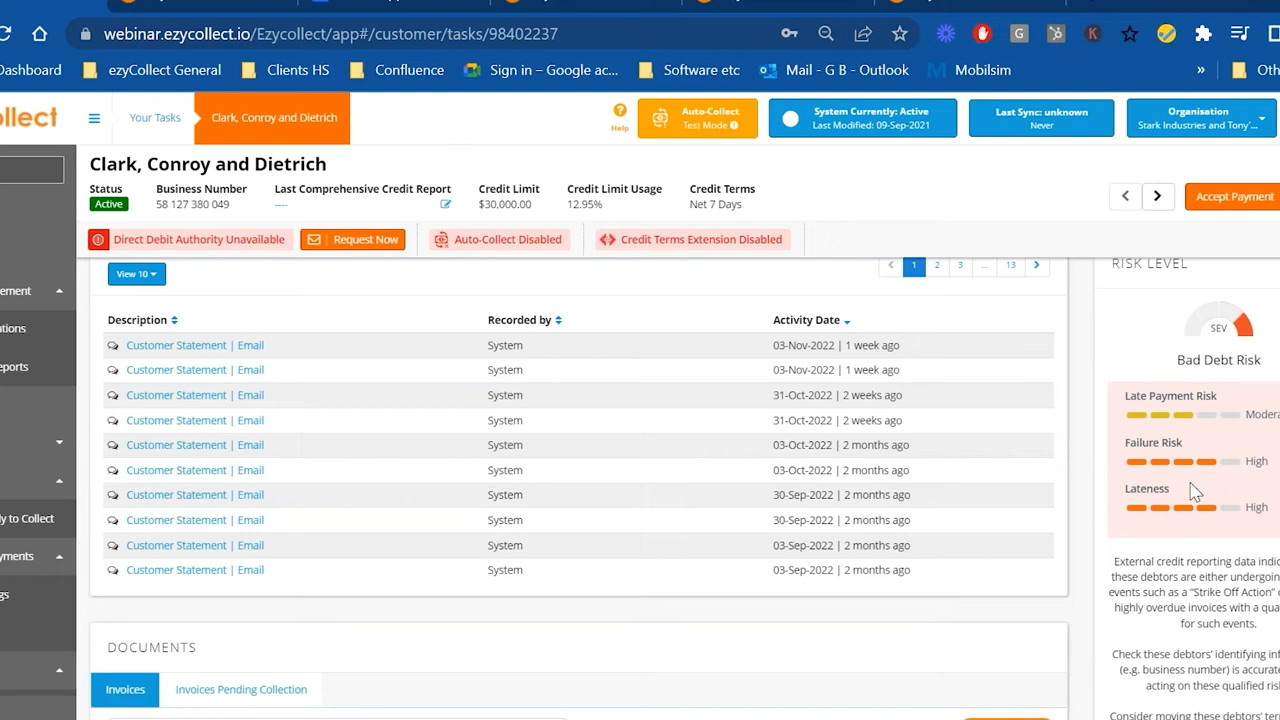 webinar.ezycollect.io/Ezycollect/app#/customer/tasks/98402237
Dashboard
ezyCollect General
Clients HS
Confluence
Sign in – Google ac...
Software etc
Mail - G B - Outlook
Mobilsim
»
Oth
ollect
Your Tasks
Clark, Conroy and Dietrich
Help
Auto-Collect
Test Mode
System Currently: Active
Last Modified: 09-Sep-2021
Last Sync: unknown
Never
Organisation
Stark Industries and Tony'...
Clark, Conroy and Dietrich
Status
Active
Business Number
58 127 380 049
Last Comprehensive Credit Report
----
Credit Limit
$30,000.00
Credit Limit Usage
12.95%
Credit Terms
Net 7 Days
Accept Payment
Direct Debit Authority Unavailable
Request Now
Auto-Collect Disabled
Credit Terms Extension Disabled
ement
ations
eports
ly to Collect
yments
gs
View 10
1 2 3 ... 13
Description Recorded by Activity Date
Customer Statement | Email System 03-Nov-2022 | 1 week ago
Customer Statement | Email System 03-Nov-2022 | 1 week ago
Customer Statement | Email System 31-Oct-2022 | 2 weeks ago
Customer Statement | Email System 31-Oct-2022 | 2 weeks ago
Customer Statement | Email System 03-Oct-2022 | 2 months ago
Customer Statement | Email System 03-Oct-2022 | 2 months ago
Customer Statement | Email System 30-Sep-2022 | 2 months ago
Customer Statement | Email System 30-Sep-2022 | 2 months ago
Customer Statement | Email System 03-Sep-2022 | 2 months ago
Customer Statement | Email System 03-Sep-2022 | 2 months ago
DOCUMENTS
Invoices
Invoices Pending Collection
RISK LEVEL
SEV
Bad Debt Risk
Late Payment Risk
Modera
Failure Risk
High
Lateness
High
External credit reporting data indic
these debtors are either undergoin
events such as a "Strike Off Action" o
highly overdue invoices with a qua
for such events.
Check these debtors' identifying inf
(e.g. business number) is accurate
acting on these qualified ris
Consider moving these debtors' ter